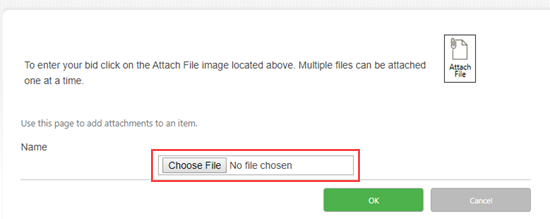 To enter your bid click on the Attach File image located above. Multiple files can be attached
one at a time.
Attach
File
Use this page to add attachments to an item.
Name
Choose File No file chosen
OK
Cancel